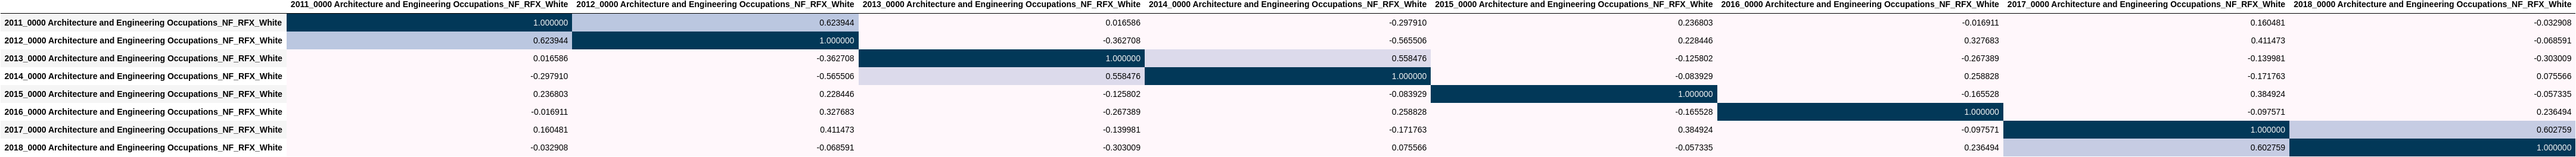 2011_0000 Architecture and Engineering Occupations_NF_RFX_White 2012_0000 Architecture and Engineering Occupations_NF_RFX_White 2013_0000 Architecture and Engineering Occupations_NF_RFX_White 2014_0000 Architecture and Engineering Occupations_NF_RFX_White 2015_0000 Architecture and Engineering Occupations_NF_RFX_White 2016_0000 Architecture and Engineering Occupations_NF_RFX_White 2017_0000 Architecture and Engineering Occupations_NF_RFX_White 2018_0000 Architecture and Engineering Occupations_NF_RFX_White
2011_0000 Architecture and Engineering Occupations_NF_RFX_White 1.000000 0.623944 0.016586 -0.297910 0.236803 -0.016911 0.160481 -0.032908
2012_0000 Architecture and Engineering Occupations_NF_RFX_White 0.623944 1.000000 -0.362708 -0.565506 0.228446 0.327683 0.411473 -0.068591
2013_0000 Architecture and Engineering Occupations_NF_RFX_White 0.016586 -0.362708 1.000000 0.558476 -0.125802 -0.267389 -0.139981 -0.303009
2014_0000 Architecture and Engineering Occupations_NF_RFX_White -0.297910 -0.565506 0.558476 1.000000 -0.083929 0.258828 -0.171763 0.075566
2015_0000 Architecture and Engineering Occupations_NF_RFX_White 0.236803 0.228446 -0.125802 -0.083929 1.000000 -0.165528 0.384924 -0.057335
2016_0000 Architecture and Engineering Occupations_NF_RFX_White -0.016911 0.327683 -0.267389 0.258828 -0.165528 1.000000 -0.097571 0.236494
2017_0000 Architecture and Engineering Occupations_NF_RFX_White 0.160481 0.411473 -0.139981 -0.171763 0.384924 -0.097571 1.000000 0.602759
2018_0000 Architecture and Engineering Occupations_NF_RFX_White -0.032908 -0.068591 -0.303009 0.075566 -0.057335 0.236494 0.602759 1.000000